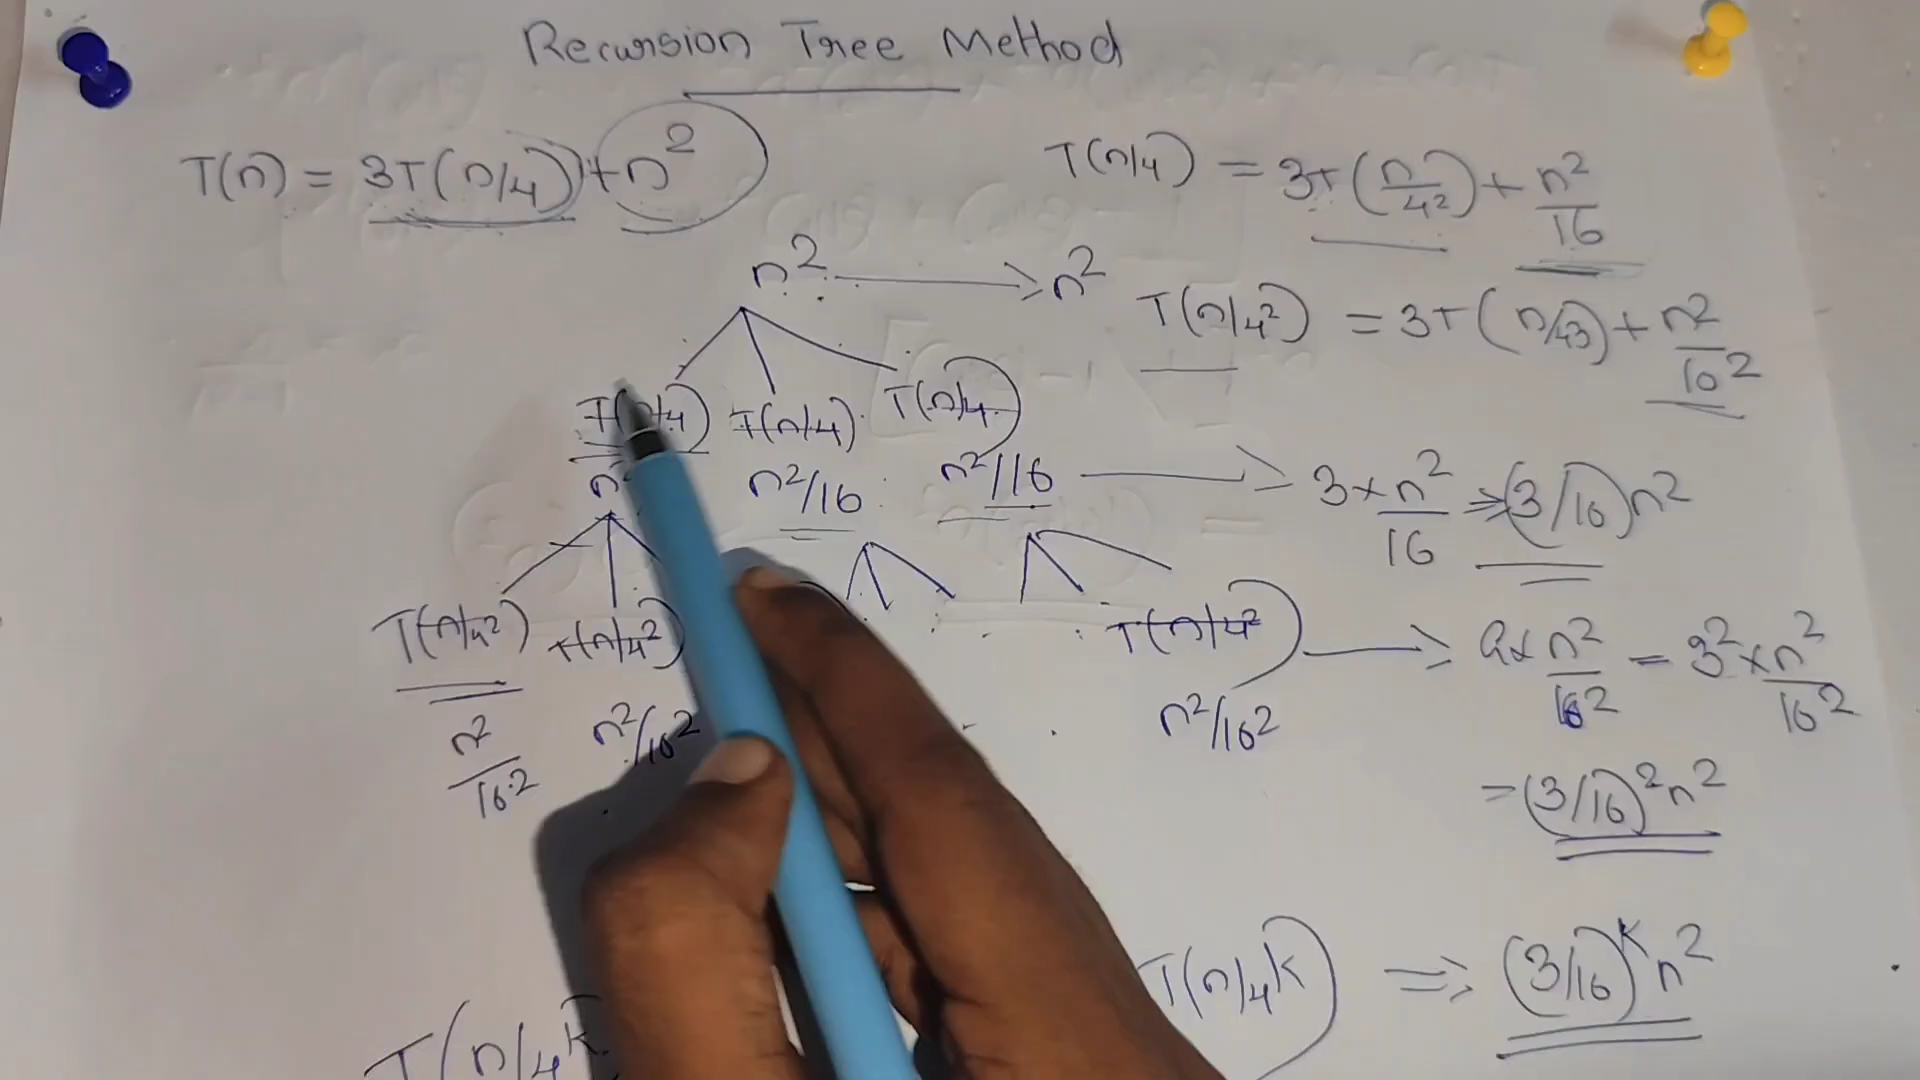 Recursion Tree Method
T(n) = 3T(n/4) + n²
T(n/4) = 3T(n/4²) + n²/16
n² → n²
T(n/4²) = 3T(n/43) + n²/16²
T(n/4) T(n/4) T(n/4)
n² n²/16 n²/16 → 3 × n²/16 ⇒ (3/16)n²
T(n/4²) T(n/4²) T(n/4²) → 9 × n²/16² = 3² × n²/16²
n²/16² n²/16² n²/16²
= (3/16)²n²
T(n/4k T(n/4k) ⇒ (3/16)ᴷ n²